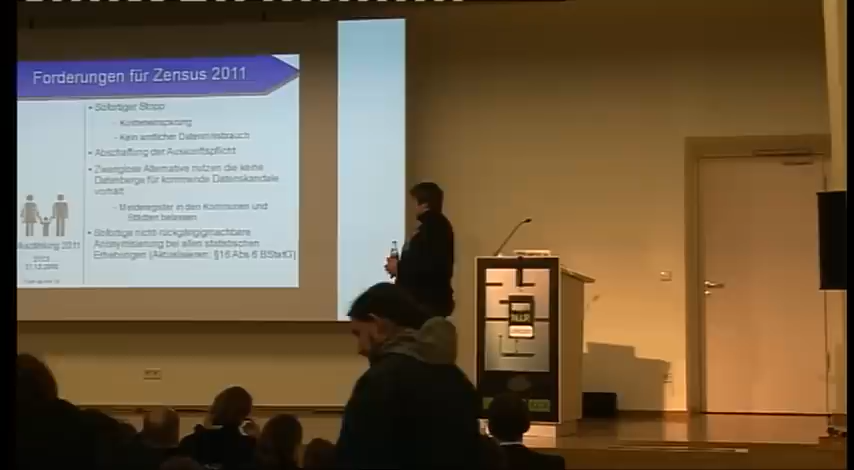 Forderungen für Zensus 2011
• Sofortiger Stopp
- Kosteneinsparung
- Kein amtlicher Datenmissbrauch
• Abschaffung der Auskunftspflicht
• Zwanglose Alternative nutzen die keine
Datenberge für kommende Datenskandale
vorhält
- Melderegister in den Kommunen und
Städten belassen
• Sofortige nicht-rückgängigmachbare
Anonymisierung bei allen statistischen
Erhebungen (Aktualisieren: §16 Abs 6 BStatG)
2011